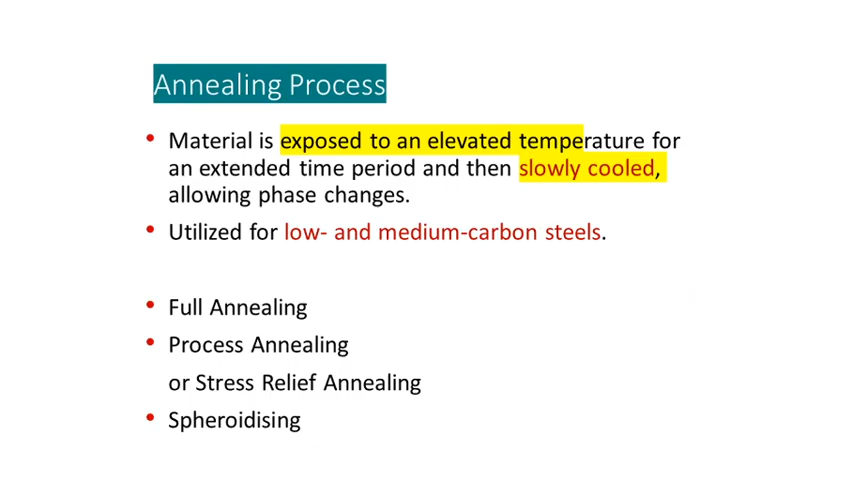 Annealing Process
• Material is exposed to an elevated temperature for
an extended time period and then slowly cooled,
allowing phase changes.
• Utilized for low- and medium-carbon steels.
• Full Annealing
• Process Annealing
or Stress Relief Annealing
• Spheroidising